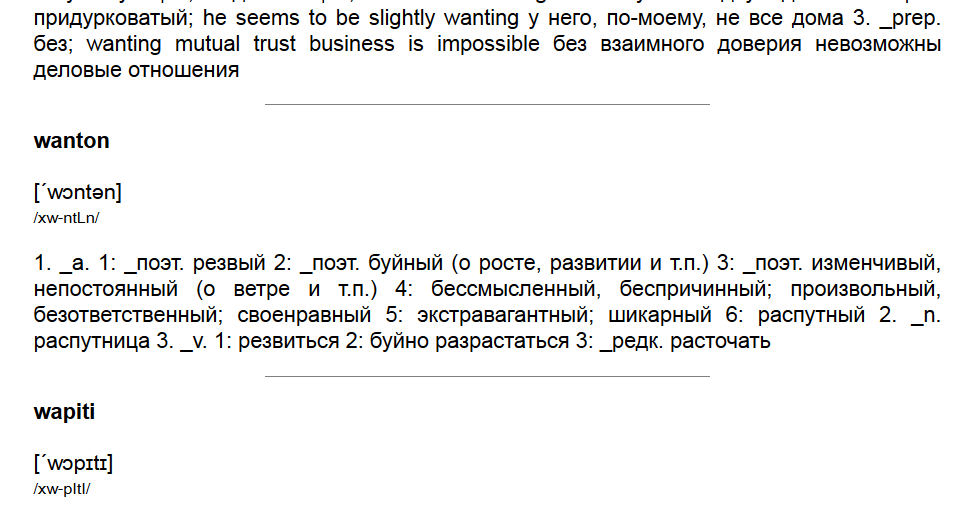 придурковатый; he seems to be slightly wanting у него, по-моему, не все дома 3. _prep.
без; wanting mutual trust business is impossible без взаимного доверия невозможны
деловые отношения
wanton
[´wɔntən]
/xw-ntLn/
1. _a. 1: _поэт. резвый 2: _поэт. буйный (о росте, развитии и т.п.) 3: _поэт. изменчивый,
непостоянный (о ветре и т.п.) 4: бессмысленный, беспричинный; произвольный,
безответственный; своенравный 5: экстравагантный; шикарный 6: распутный 2. _n.
распутница 3. _v. 1: резвиться 2: буйно разрастаться 3: _редк. расточать
wapiti
[´wɔpɪtɪ]
/xw-pItI/